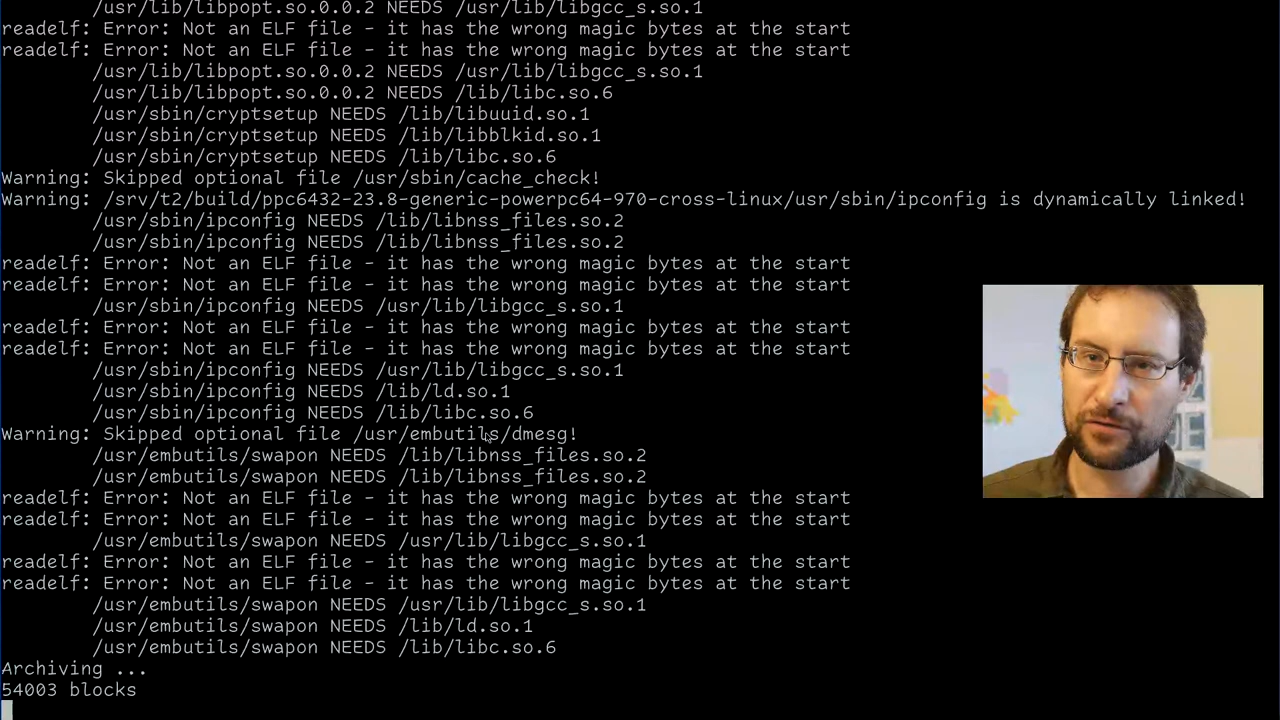 /usr/lib/libpopt.so.0.0.2 NEEDS /usr/lib/libgcc_s.so.1
readelf: Error: Not an ELF file - it has the wrong magic bytes at the start
readelf: Error: Not an ELF file - it has the wrong magic bytes at the start
/usr/lib/libpopt.so.0.0.2 NEEDS /usr/lib/libgcc_s.so.1
/usr/lib/libpopt.so.0.0.2 NEEDS /lib/libc.so.6
/usr/sbin/cryptsetup NEEDS /lib/libuuid.so.1
/usr/sbin/cryptsetup NEEDS /lib/libblkid.so.1
/usr/sbin/cryptsetup NEEDS /lib/libc.so.6
Warning: Skipped optional file /usr/sbin/cache_check!
Warning: /srv/t2/build/ppc6432-23.8-generic-powerpc64-970-cross-linux/usr/sbin/ipconfig is dynamically linked!
/usr/sbin/ipconfig NEEDS /lib/libnss_files.so.2
/usr/sbin/ipconfig NEEDS /lib/libnss_files.so.2
readelf: Error: Not an ELF file - it has the wrong magic bytes at the start
readelf: Error: Not an ELF file - it has the wrong magic bytes at the start
/usr/sbin/ipconfig NEEDS /usr/lib/libgcc_s.so.1
readelf: Error: Not an ELF file - it has the wrong magic bytes at the start
readelf: Error: Not an ELF file - it has the wrong magic bytes at the start
/usr/sbin/ipconfig NEEDS /usr/lib/libgcc_s.so.1
/usr/sbin/ipconfig NEEDS /lib/ld.so.1
/usr/sbin/ipconfig NEEDS /lib/libc.so.6
Warning: Skipped optional file /usr/embutils/dmesg!
/usr/embutils/swapon NEEDS /lib/libnss_files.so.2
/usr/embutils/swapon NEEDS /lib/libnss_files.so.2
readelf: Error: Not an ELF file - it has the wrong magic bytes at the start
readelf: Error: Not an ELF file - it has the wrong magic bytes at the start
/usr/embutils/swapon NEEDS /usr/lib/libgcc_s.so.1
readelf: Error: Not an ELF file - it has the wrong magic bytes at the start
readelf: Error: Not an ELF file - it has the wrong magic bytes at the start
/usr/embutils/swapon NEEDS /usr/lib/libgcc_s.so.1
/usr/embutils/swapon NEEDS /lib/ld.so.1
/usr/embutils/swapon NEEDS /lib/libc.so.6
Archiving ...
54003 blocks